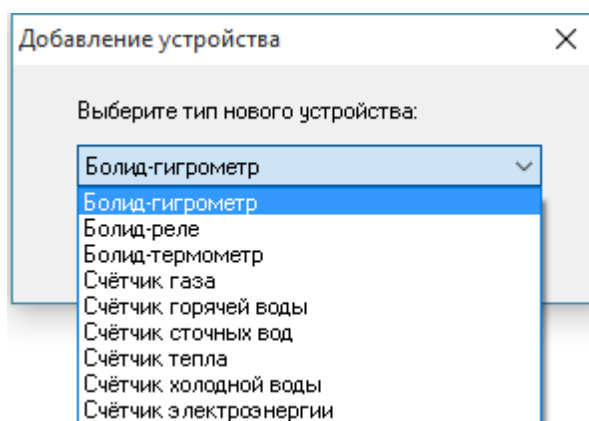 Добавление устройства
Выберите тип нового устройства:
Болид-гигрометр
Болид-гигрометр
Болид-реле
Болид-термометр
Счётчик газа
Счётчик горячей воды
Счётчик сточных вод
Счётчик тепла
Счётчик холодной воды
Счётчик электроэнергии